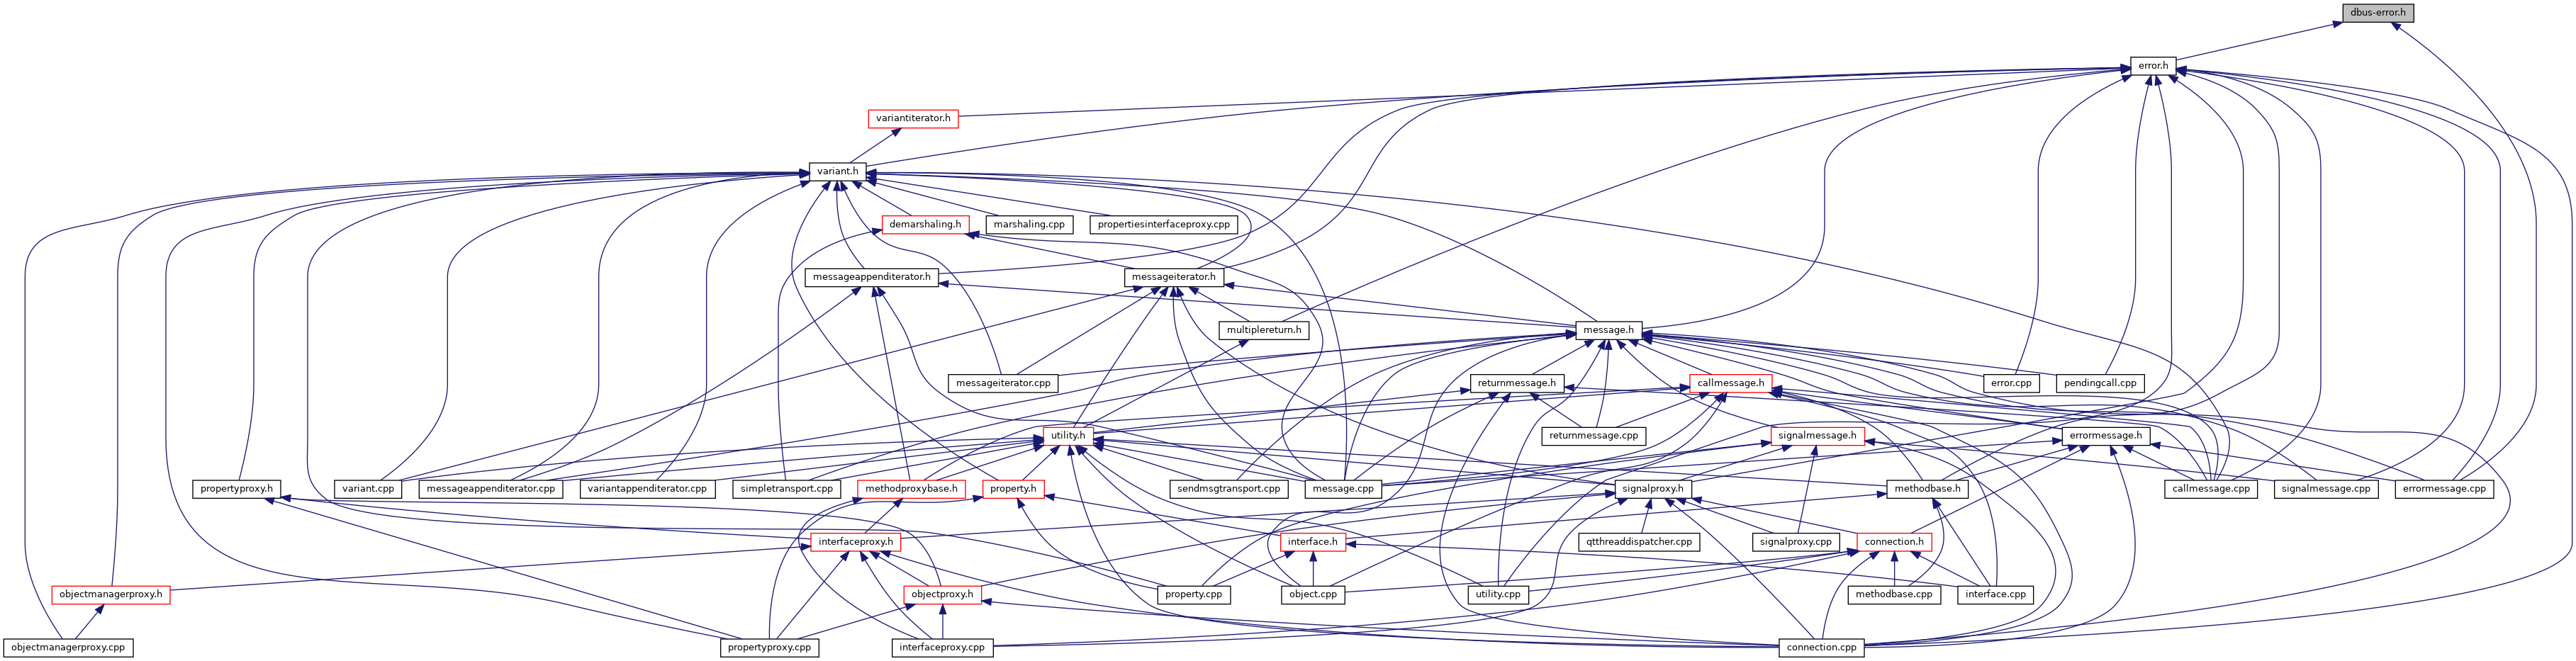 dbus-error.h
error.h
variantiterator.h
variant.h
demarshaling.h
marshaling.cpp
propertiesinterfaceproxy.cpp
messageappenditerator.h
messageiterator.h
multiplereturn.h
message.h
messageiterator.cpp
returnmessage.h
callmessage.h
error.cpp
pendingcall.cpp
utility.h
returnmessage.cpp
signalmessage.h
errormessage.h
propertyproxy.h
variant.cpp
messageappenditerator.cpp
variantappenditerator.cpp
simpletransport.cpp
methodproxybase.h
property.h
sendmsgtransport.cpp
message.cpp
signalproxy.h
methodbase.h
callmessage.cpp
signalmessage.cpp
errormessage.cpp
interfaceproxy.h
interface.h
qtthreaddispatcher.cpp
signalproxy.cpp
connection.h
objectmanagerproxy.h
objectproxy.h
property.cpp
object.cpp
utility.cpp
methodbase.cpp
interface.cpp
objectmanagerproxy.cpp
propertyproxy.cpp
interfaceproxy.cpp
connection.cpp